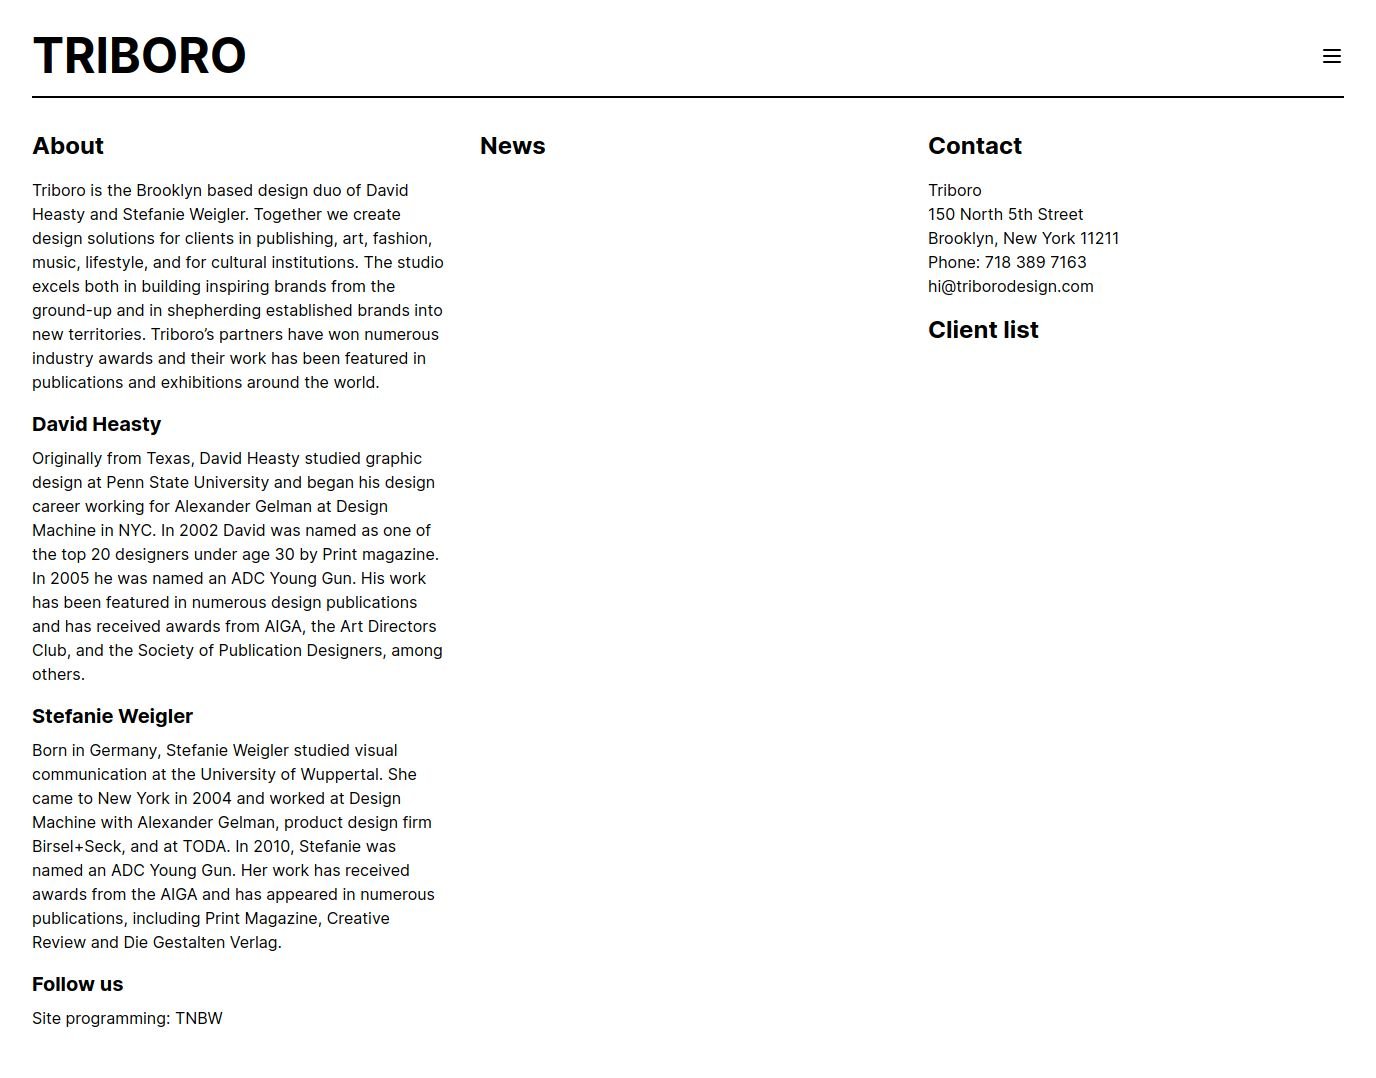 TRIBORO
About
Triboro is the Brooklyn based design duo of David
Heasty and Stefanie Weigler. Together we create
design solutions for clients in publishing, art, fashion,
music, lifestyle, and for cultural institutions. The studio
excels both in building inspiring brands from the
ground-up and in shepherding established brands into
new territories. Triboro’s partners have won numerous
industry awards and their work has been featured in
publications and exhibitions around the world.
David Heasty
Originally from Texas, David Heasty studied graphic
design at Penn State University and began his design
career working for Alexander Gelman at Design
Machine in NYC. In 2002 David was named as one of
the top 20 designers under age 30 by Print magazine.
In 2005 he was named an ADC Young Gun. His work
has been featured in numerous design publications
and has received awards from AIGA, the Art Directors
Club, and the Society of Publication Designers, among
others.
Stefanie Weigler
Born in Germany, Stefanie Weigler studied visual
communication at the University of Wuppertal. She
came to New York in 2004 and worked at Design
Machine with Alexander Gelman, product design firm
Birsel+Seck, and at TODA. In 2010, Stefanie was
named an ADC Young Gun. Her work has received
awards from the AIGA and has appeared in numerous
publications, including Print Magazine, Creative
Review and Die Gestalten Verlag.
Follow us
Site programming: TNBW
News
Contact
Triboro
150 North 5th Street
Brooklyn, New York 11211
Phone: 718 389 7163
hi@triborodesign.com
Client list